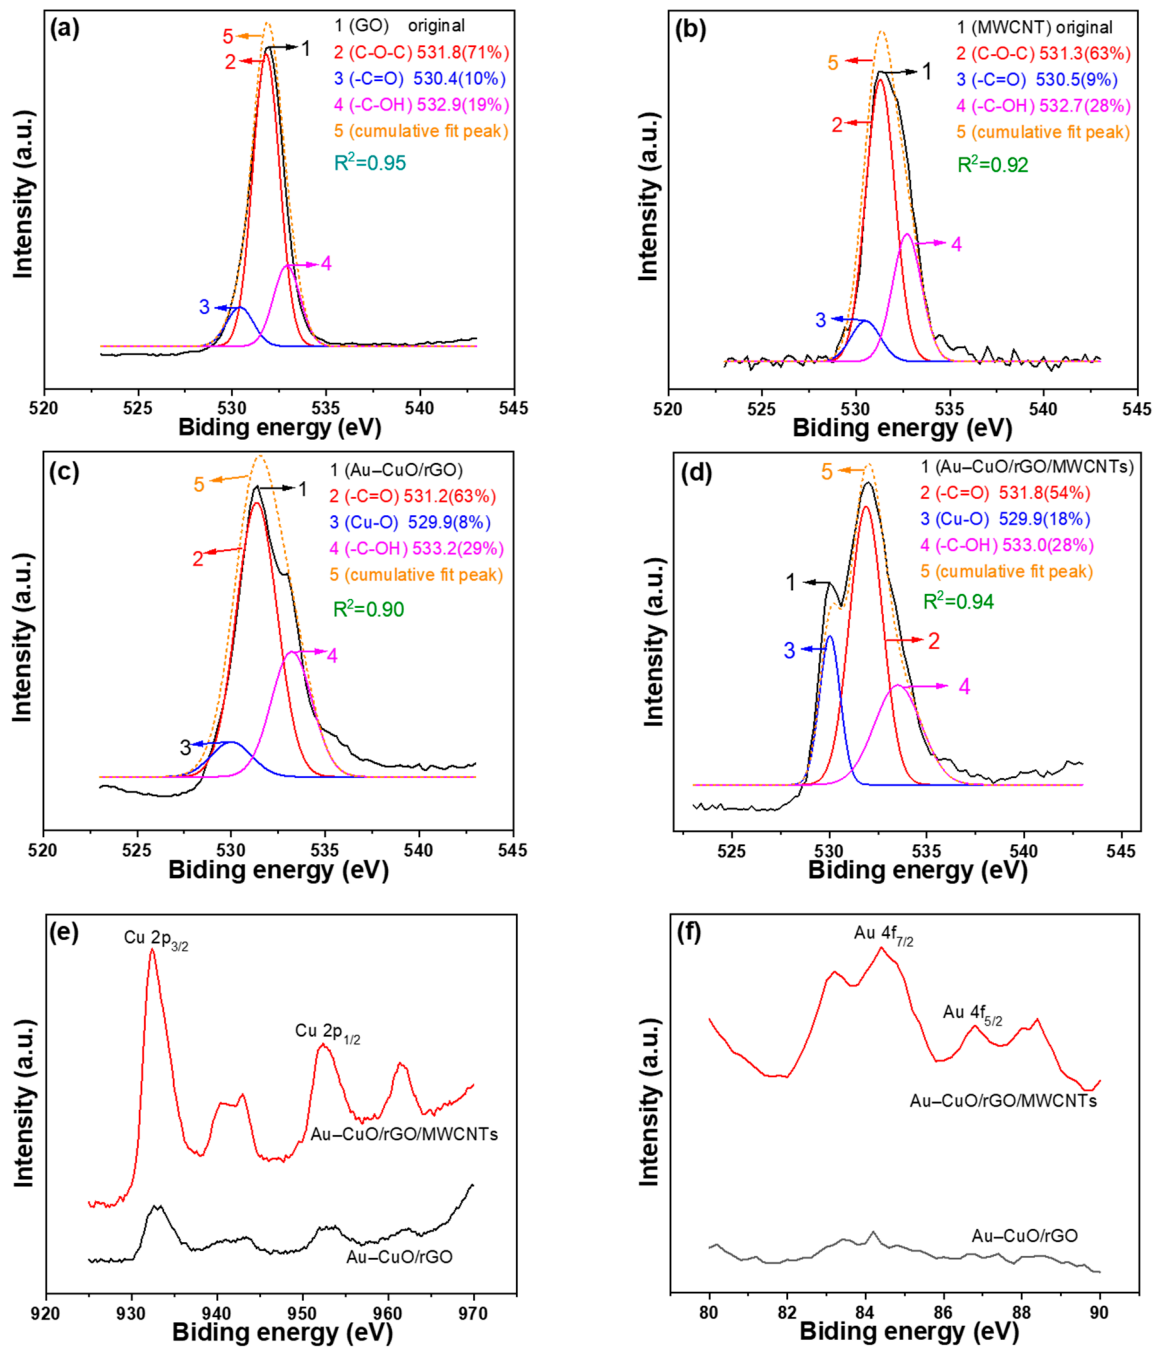 (a)
1 (GO) original
2 (C-O-C) 531.8(71%)
3 (-C=O) 530.4(10%)
4 (-C-OH) 532.9(19%)
5 (cumulative fit peak)
R²=0.95
5
1
2
3
4
Intensity (a.u.)
520 525 530 535 540 545
Biding energy (eV)
(b)
1 (MWCNT) original
2 (C-O-C) 531.3(63%)
3 (-C=O) 530.5(9%)
4 (-C-OH) 532.7(28%)
5 (cumulative fit peak)
R²=0.92
5
1
2
4
3
Intensity (a.u.)
520 525 530 535 540 545
Biding energy (eV)
(c)
1 (Au–CuO/rGO)
2 (-C=O) 531.2(63%)
3 (Cu-O) 529.9(8%)
4 (-C-OH) 533.2(29%)
5 (cumulative fit peak)
R²=0.90
5
1
2
4
3
Intensity (a.u.)
520 525 530 535 540 545
Biding energy (eV)
(d)
1 (Au–CuO/rGO/MWCNTs)
2 (-C=O) 531.8(54%)
3 (Cu-O) 529.9(18%)
4 (-C-OH) 533.0(28%)
5 (cumulative fit peak)
R²=0.94
5
1
2
3
4
Intensity (a.u.)
525 530 535 540 545
Biding energy (eV)
(e)
Cu 2p3/2
Cu 2p1/2
Au–CuO/rGO/MWCNTs
Au–CuO/rGO
Intensity (a.u.)
920 930 940 950 960 970
Biding energy (eV)
(f)
Au 4f7/2
Au 4f5/2
Au–CuO/rGO/MWCNTs
Au–CuO/rGO
Intensity (a.u.)
80 82 84 86 88 90
Biding energy (eV)